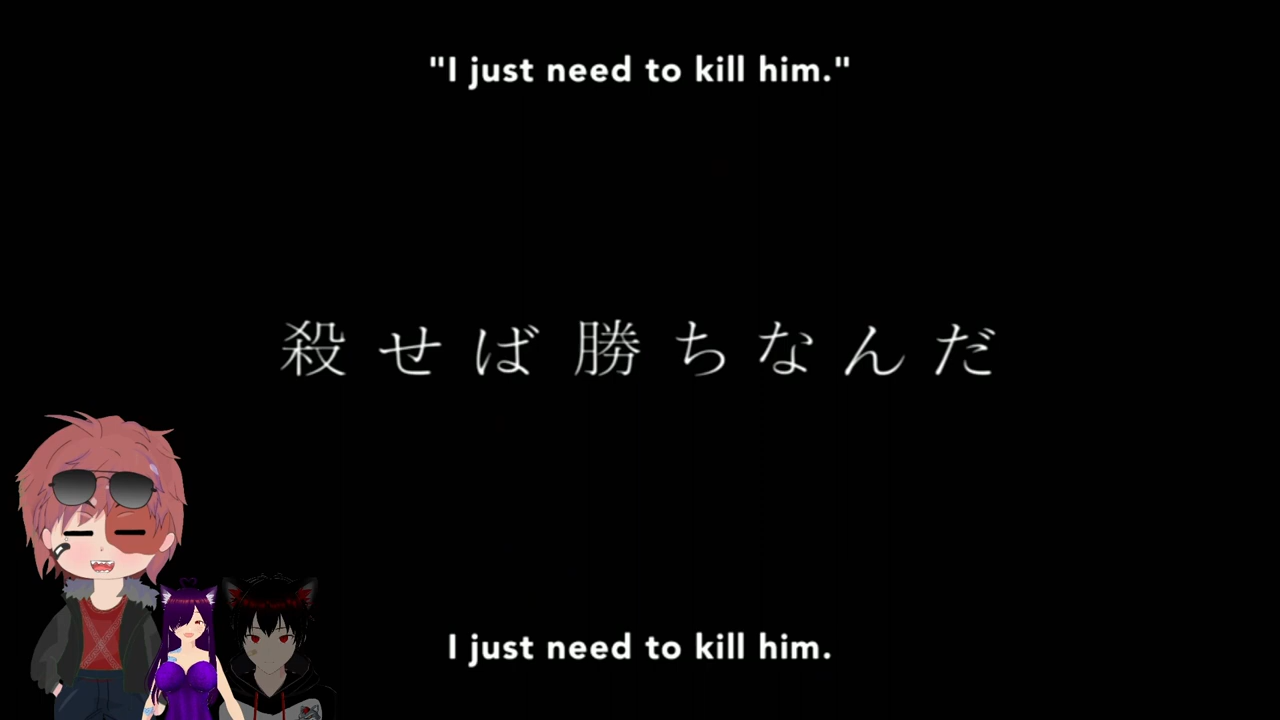 "I just need to kill him."
殺せば勝ちなんだ
I just need to kill him.